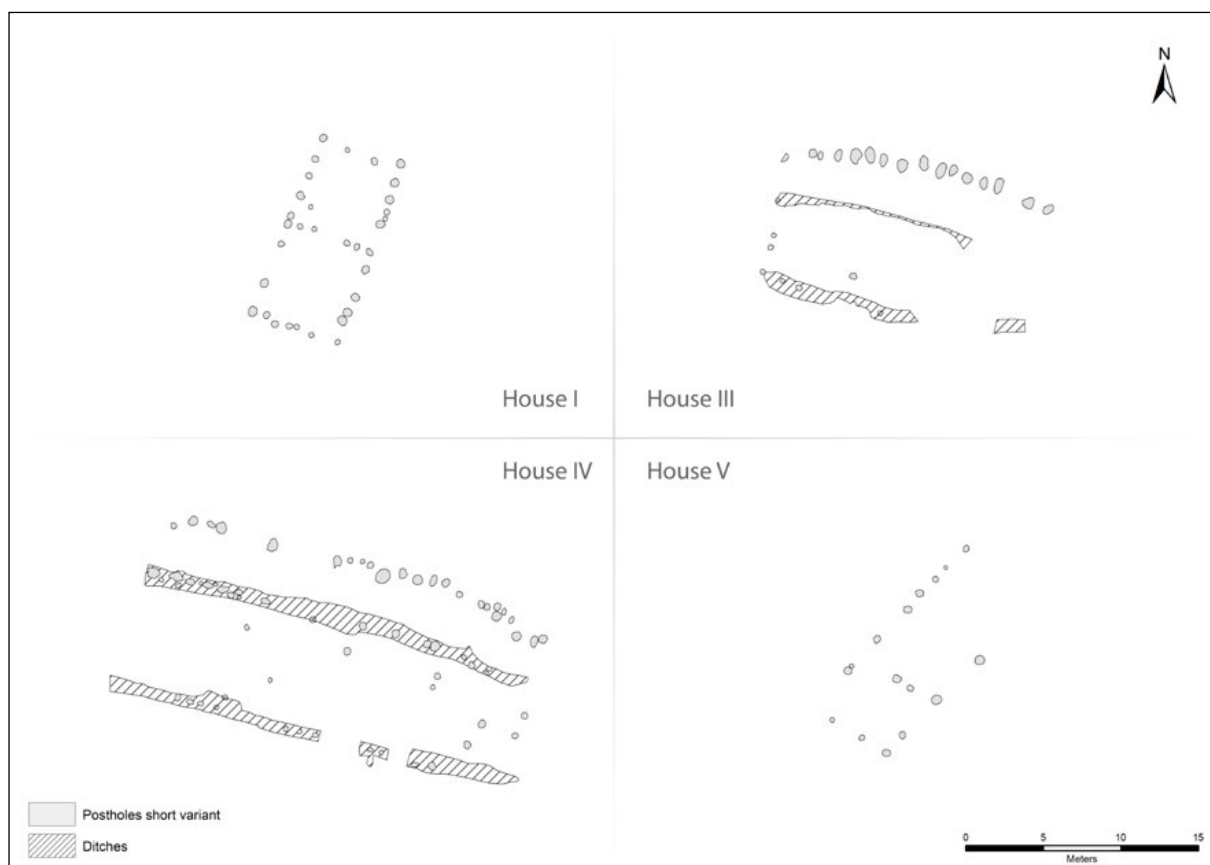 N
House I
House III
House IV
House V
Postholes short variant
Ditches
0 5 10 15
Meters